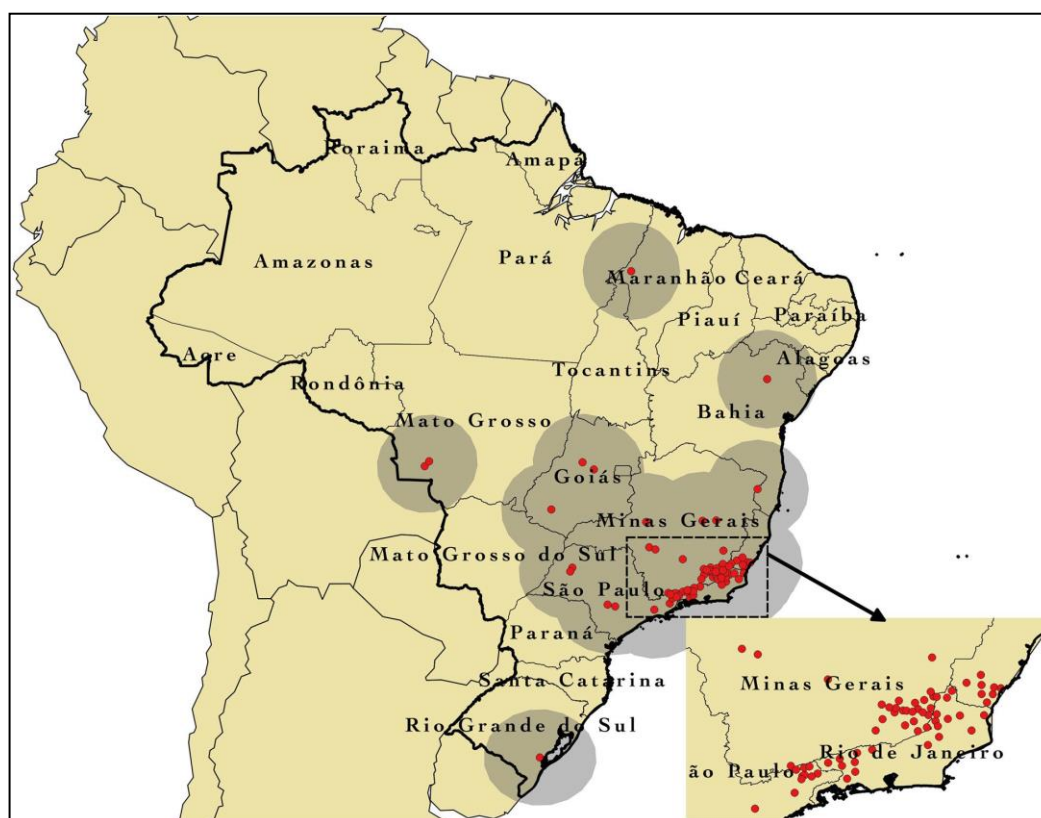 Roraima
Amapá
Amazonas
Pará
Maranhão
Ceará
Piauí
Paraíba
Acre
Rondônia
Tocantins
Alagoas
Mato Grosso
Bahia
Goiás
Minas Gerais
Mato Grosso do Sul
São Paulo
Paraná
Santa Catarina
Rio Grande do Sul
Minas Gerais
Rio de Janeiro
ão Paulo